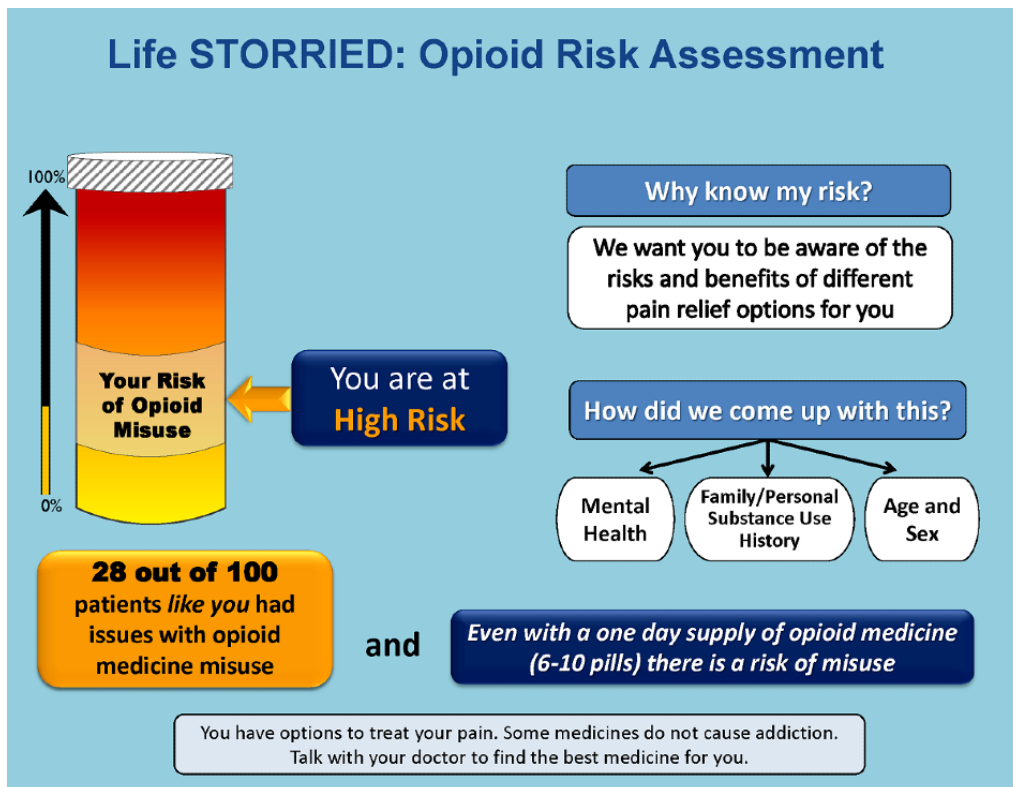 Life STORRIED: Opioid Risk Assessment
100%
0%
Your Risk
of Opioid
Misuse
You are at
High Risk
Why know my risk?
We want you to be aware of the
risks and benefits of different
pain relief options for you
How did we come up with this?
Mental
Health
Family/Personal
Substance Use
History
Age and
Sex
28 out of 100
patients like you had
issues with opioid
medicine misuse
and
Even with a one day supply of opioid medicine
(6-10 pills) there is a risk of misuse
You have options to treat your pain. Some medicines do not cause addiction.
Talk with your doctor to find the best medicine for you.